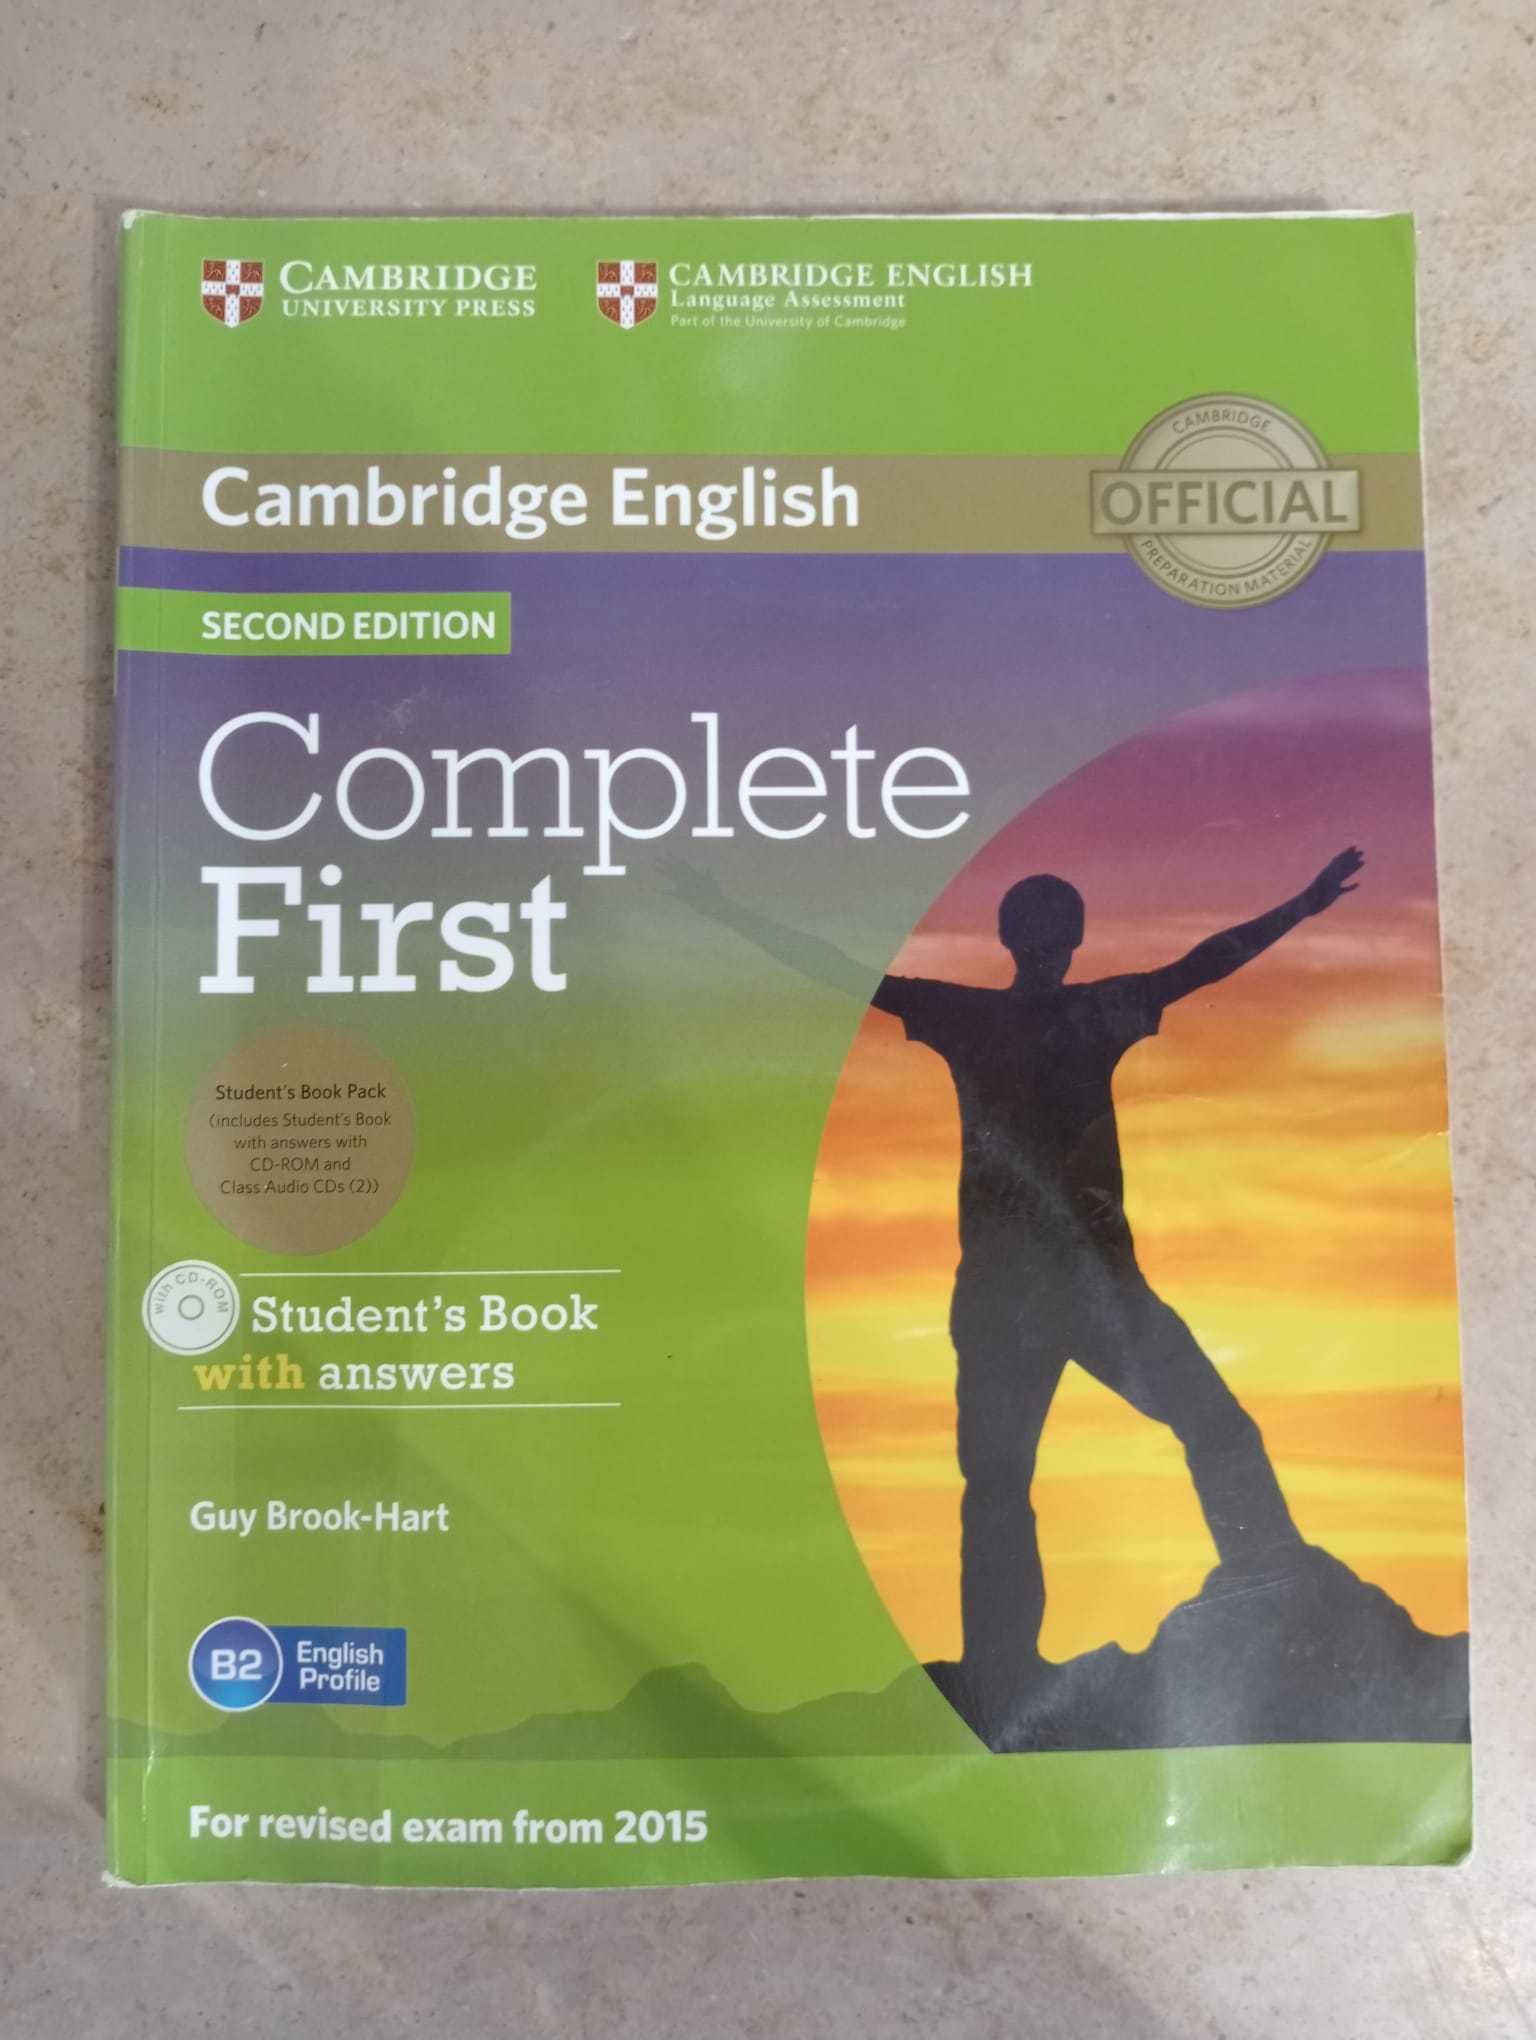 CAMBRIDGE
UNIVERSITY PRESS
CAMBRIDGE ENGLISH
Language Assessment
Part of the University of Cambridge
CAMBRIDGE
OFFICIAL
PREPARATION MATERIAL
Cambridge English
SECOND EDITION
Complete
First
Student's Book Pack
(includes Student's Book
with answers with
CD-ROM and
Class Audio CDs (2))
with CD-ROM
Student's Book
with answers
Guy Brook-Hart
B2
English
Profile
For revised exam from 2015